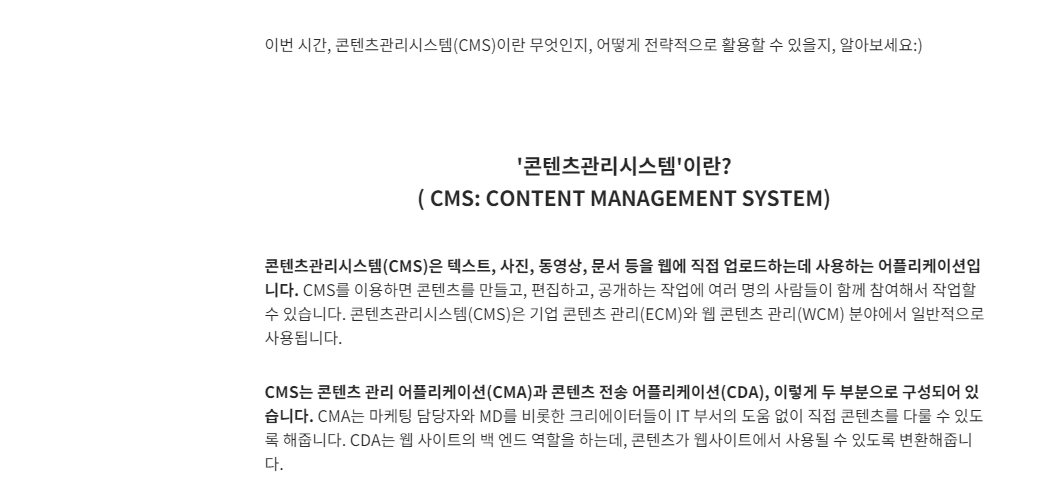 이번 시간, 콘텐츠관리시스템(CMS)이란 무엇인지, 어떻게 전략적으로 활용할 수 있을지, 알아보세요:)
'콘텐츠관리시스템'이란?
( CMS: CONTENT MANAGEMENT SYSTEM)
콘텐츠관리시스템(CMS)은 텍스트, 사진, 동영상, 문서 등을 웹에 직접 업로드하는데 사용하는 어플리케이션입
니다. CMS를 이용하면 콘텐츠를 만들고, 편집하고, 공개하는 작업에 여러 명의 사람들이 함께 참여해서 작업할
수 있습니다. 콘텐츠관리시스템(CMS)은 기업 콘텐츠 관리(ECM)와 웹 콘텐츠 관리(WCM) 분야에서 일반적으로
사용됩니다.
CMS는 콘텐츠 관리 어플리케이션(CMA)과 콘텐츠 전송 어플리케이션(CDA), 이렇게 두 부분으로 구성되어 있
습니다. CMA는 마케팅 담당자와 MD를 비롯한 크리에이터들이 IT 부서의 도움 없이 직접 콘텐츠를 다룰 수 있도
록 해줍니다. CDA는 웹 사이트의 백 엔드 역할을 하는데, 콘텐츠가 웹사이트에서 사용될 수 있도록 변환해줍니
다.